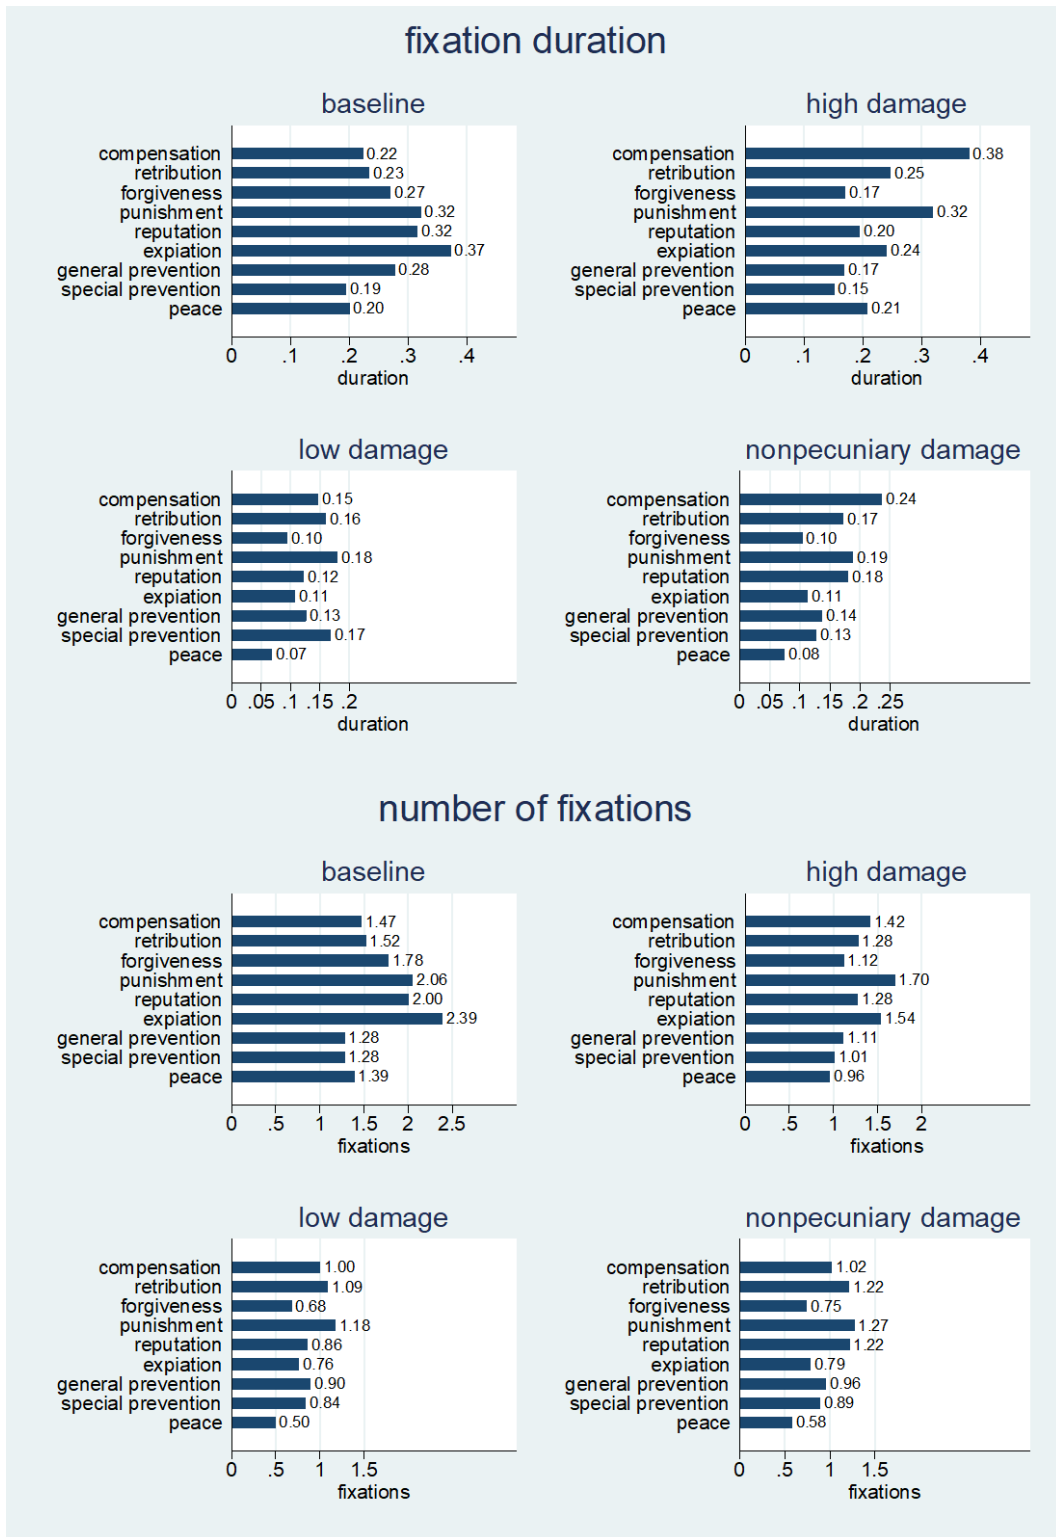 fixation duration
baseline
compensation 0.22
retribution 0.23
forgiveness 0.27
punishment 0.32
reputation 0.32
expiation 0.37
general prevention 0.28
special prevention 0.19
peace 0.20
0 .1 .2 .3 .4
duration
high damage
compensation 0.38
retribution 0.25
forgiveness 0.17
punishment 0.32
reputation 0.20
expiation 0.24
general prevention 0.17
special prevention 0.15
peace 0.21
0 .1 .2 .3 .4
duration
low damage
compensation 0.15
retribution 0.16
forgiveness 0.10
punishment 0.18
reputation 0.12
expiation 0.11
general prevention 0.13
special prevention 0.17
peace 0.07
0 .05 .1 .15 .2
duration
nonpecuniary damage
compensation 0.24
retribution 0.17
forgiveness 0.10
punishment 0.19
reputation 0.18
expiation 0.11
general prevention 0.14
special prevention 0.13
peace 0.08
0 .05 .1 .15 .2 .25
duration
number of fixations
baseline
compensation 1.47
retribution 1.52
forgiveness 1.78
punishment 2.06
reputation 2.00
expiation 2.39
general prevention 1.28
special prevention 1.28
peace 1.39
0 .5 1 1.5 2 2.5
fixations
high damage
compensation 1.42
retribution 1.28
forgiveness 1.12
punishment 1.70
reputation 1.28
expiation 1.54
general prevention 1.11
special prevention 1.01
peace 0.96
0 .5 1 1.5 2
fixations
low damage
compensation 1.00
retribution 1.09
forgiveness 0.68
punishment 1.18
reputation 0.86
expiation 0.76
general prevention 0.90
special prevention 0.84
peace 0.50
0 .5 1 1.5
fixations
nonpecuniary damage
compensation 1.02
retribution 1.22
forgiveness 0.75
punishment 1.27
reputation 1.22
expiation 0.79
general prevention 0.96
special prevention 0.89
peace 0.58
0 .5 1 1.5
fixations